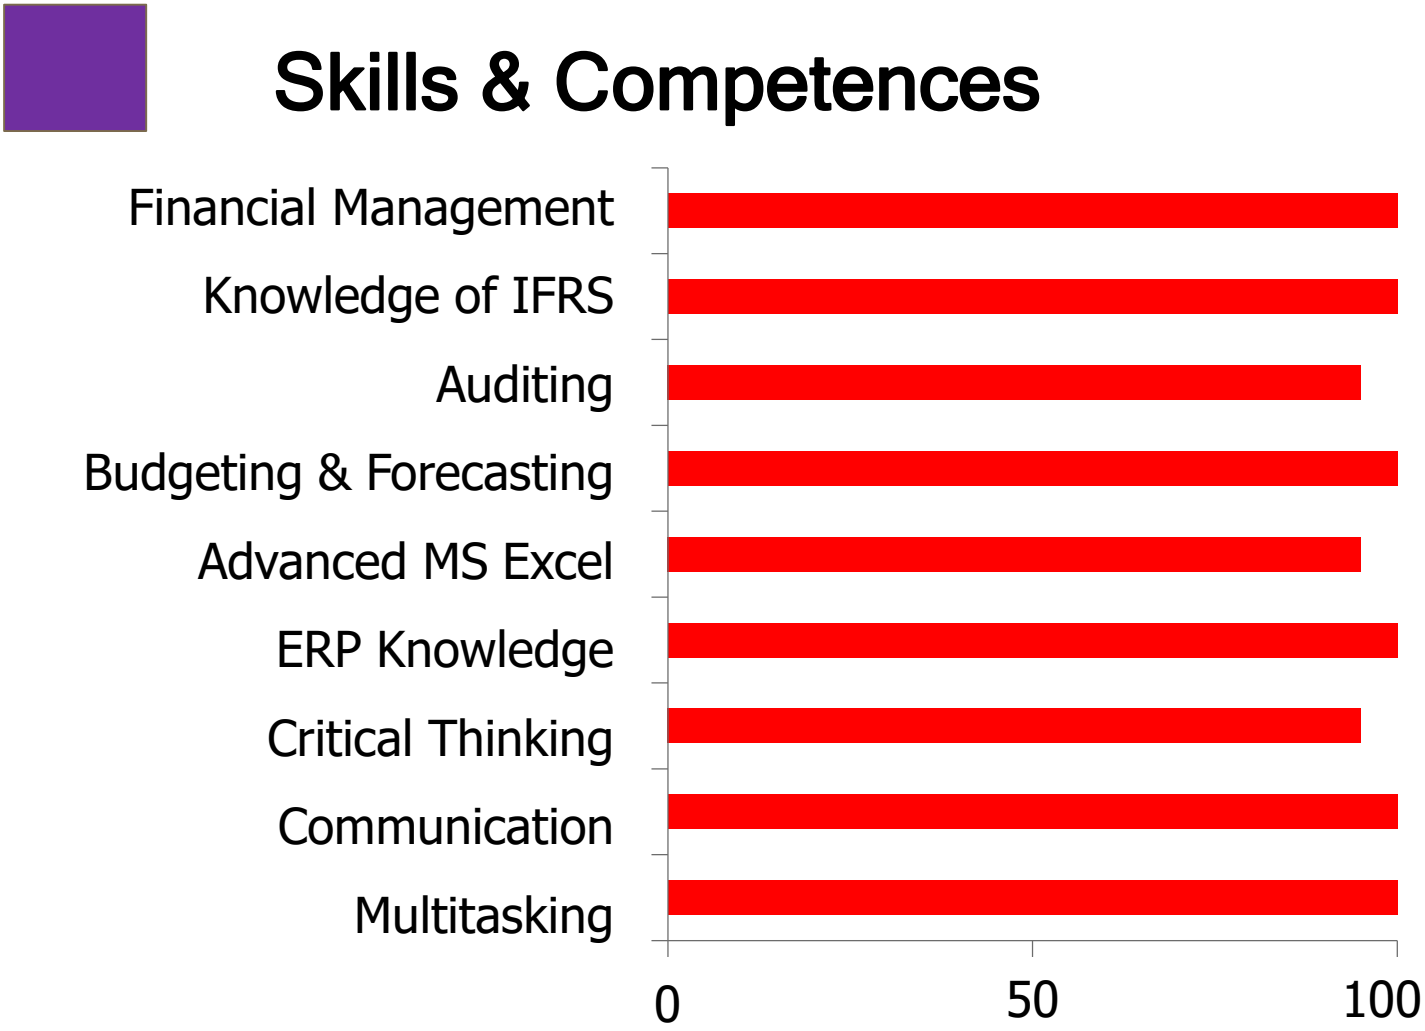 Skills & Competences
Financial Management
Knowledge of IFRS
Auditing
Budgeting & Forecasting
Advanced MS Excel
ERP Knowledge
Critical Thinking
Communication
Multitasking
0 50 100